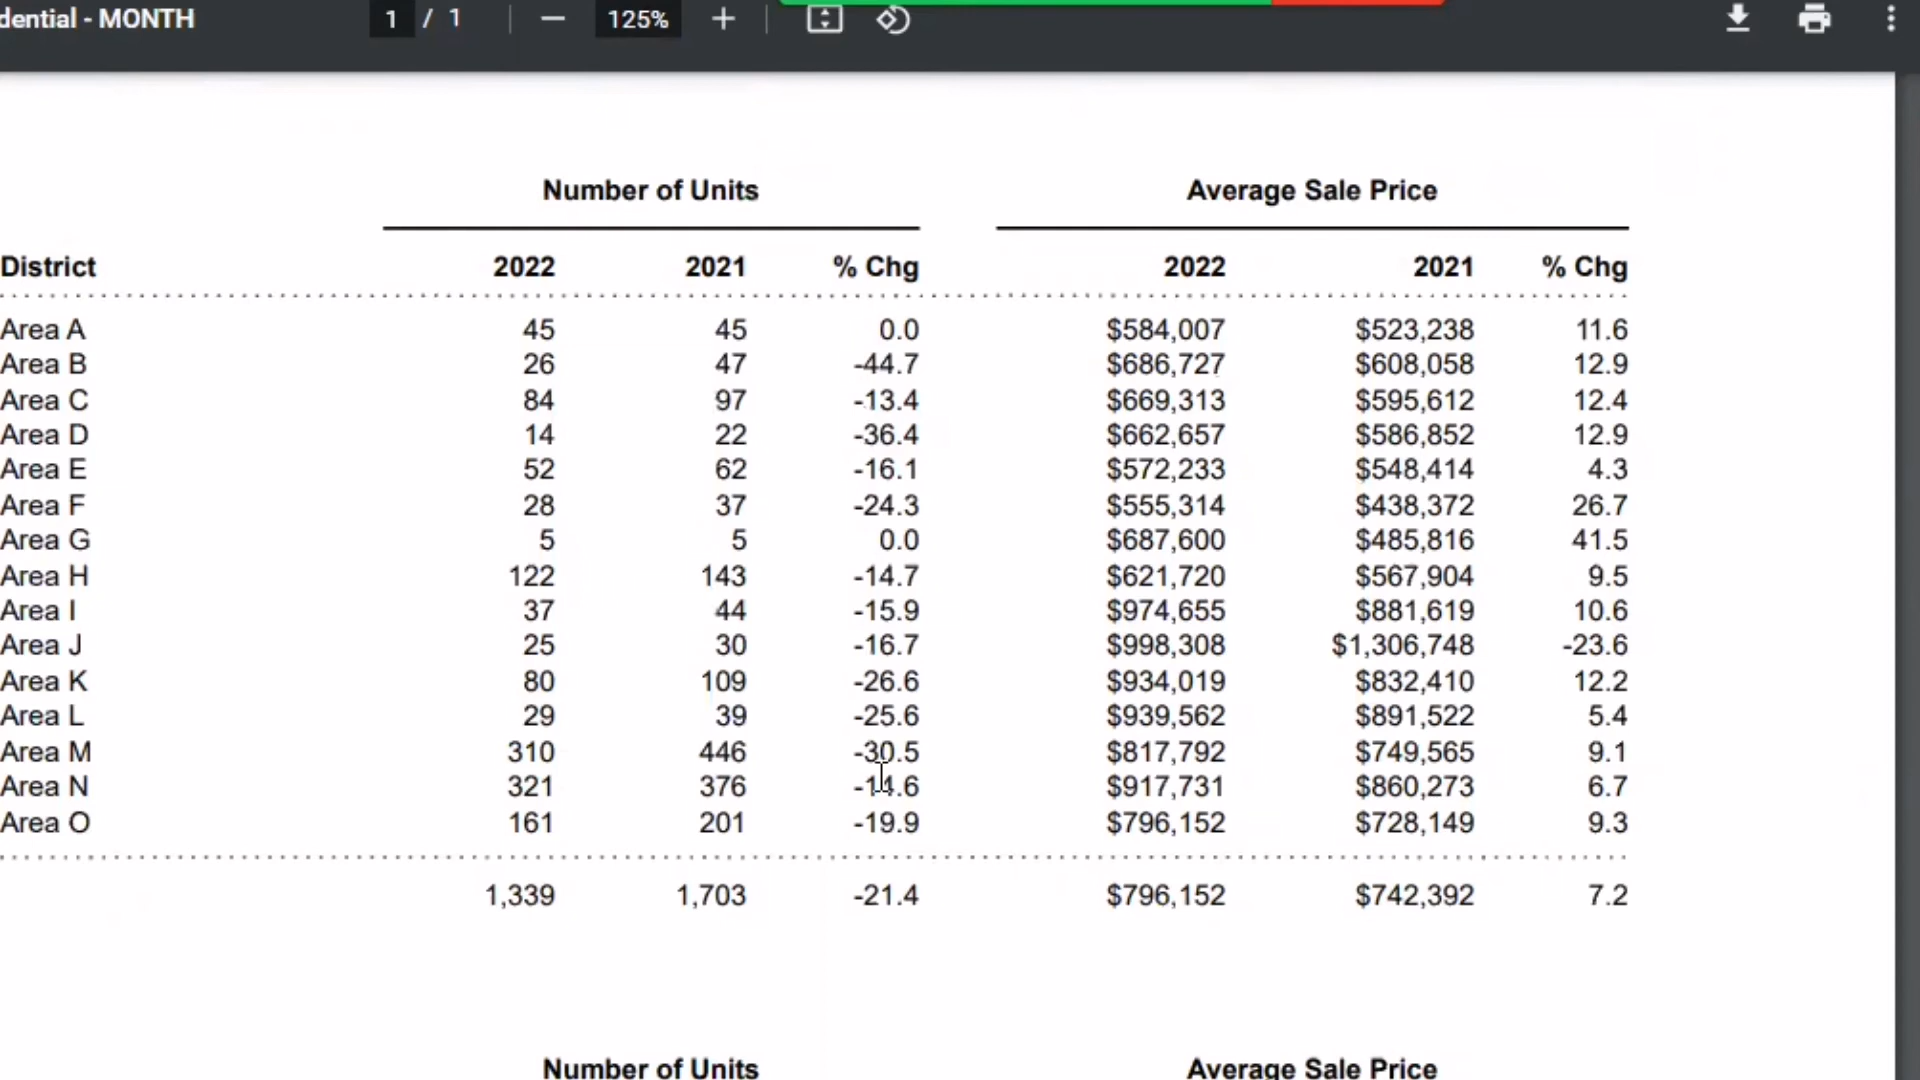 dential - MONTH 1 / 1 125%
Number of Units Average Sale Price
District 2022 2021 % Chg 2022 2021 % Chg
Area A 45 45 0.0 $584,007 $523,238 11.6
Area B 26 47 -44.7 $686,727 $608,058 12.9
Area C 84 97 -13.4 $669,313 $595,612 12.4
Area D 14 22 -36.4 $662,657 $586,852 12.9
Area E 52 62 -16.1 $572,233 $548,414 4.3
Area F 28 37 -24.3 $555,314 $438,372 26.7
Area G 5 5 0.0 $687,600 $485,816 41.5
Area H 122 143 -14.7 $621,720 $567,904 9.5
Area I 37 44 -15.9 $974,655 $881,619 10.6
Area J 25 30 -16.7 $998,308 $1,306,748 -23.6
Area K 80 109 -26.6 $934,019 $832,410 12.2
Area L 29 39 -25.6 $939,562 $891,522 5.4
Area M 310 446 -30.5 $817,792 $749,565 9.1
Area N 321 376 -14.6 $917,731 $860,273 6.7
Area O 161 201 -19.9 $796,152 $728,149 9.3
1,339 1,703 -21.4 $796,152 $742,392 7.2
Number of Units Average Sale Price